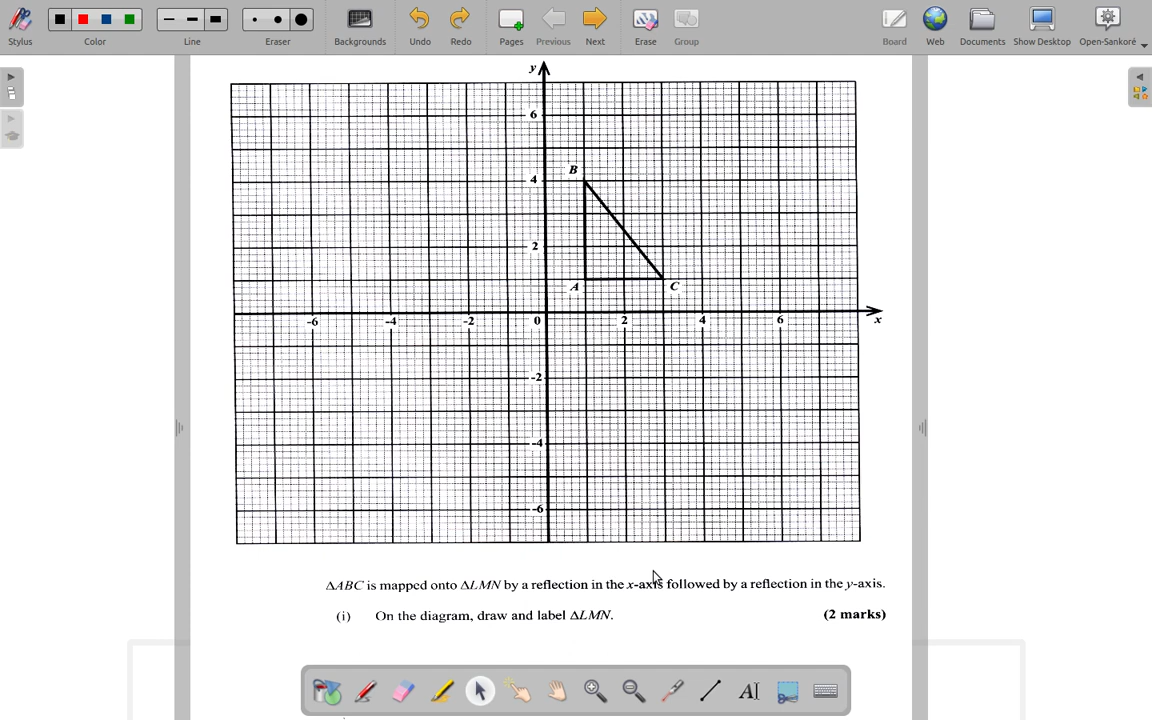 Stylus Color Line Eraser Backgrounds Undo Redo Pages Previous Next Erase Group Board Web Documents Show Desktop Open-Sankoré
y
6
B
4
2
A C
-6 -4 -2 0 2 4 6 x
-2
-4
-6
ΔABC is mapped onto ΔLMN by a reflection in the x-axis followed by a reflection in the y-axis.
(i) On the diagram, draw and label ΔLMN. (2 marks)
AI